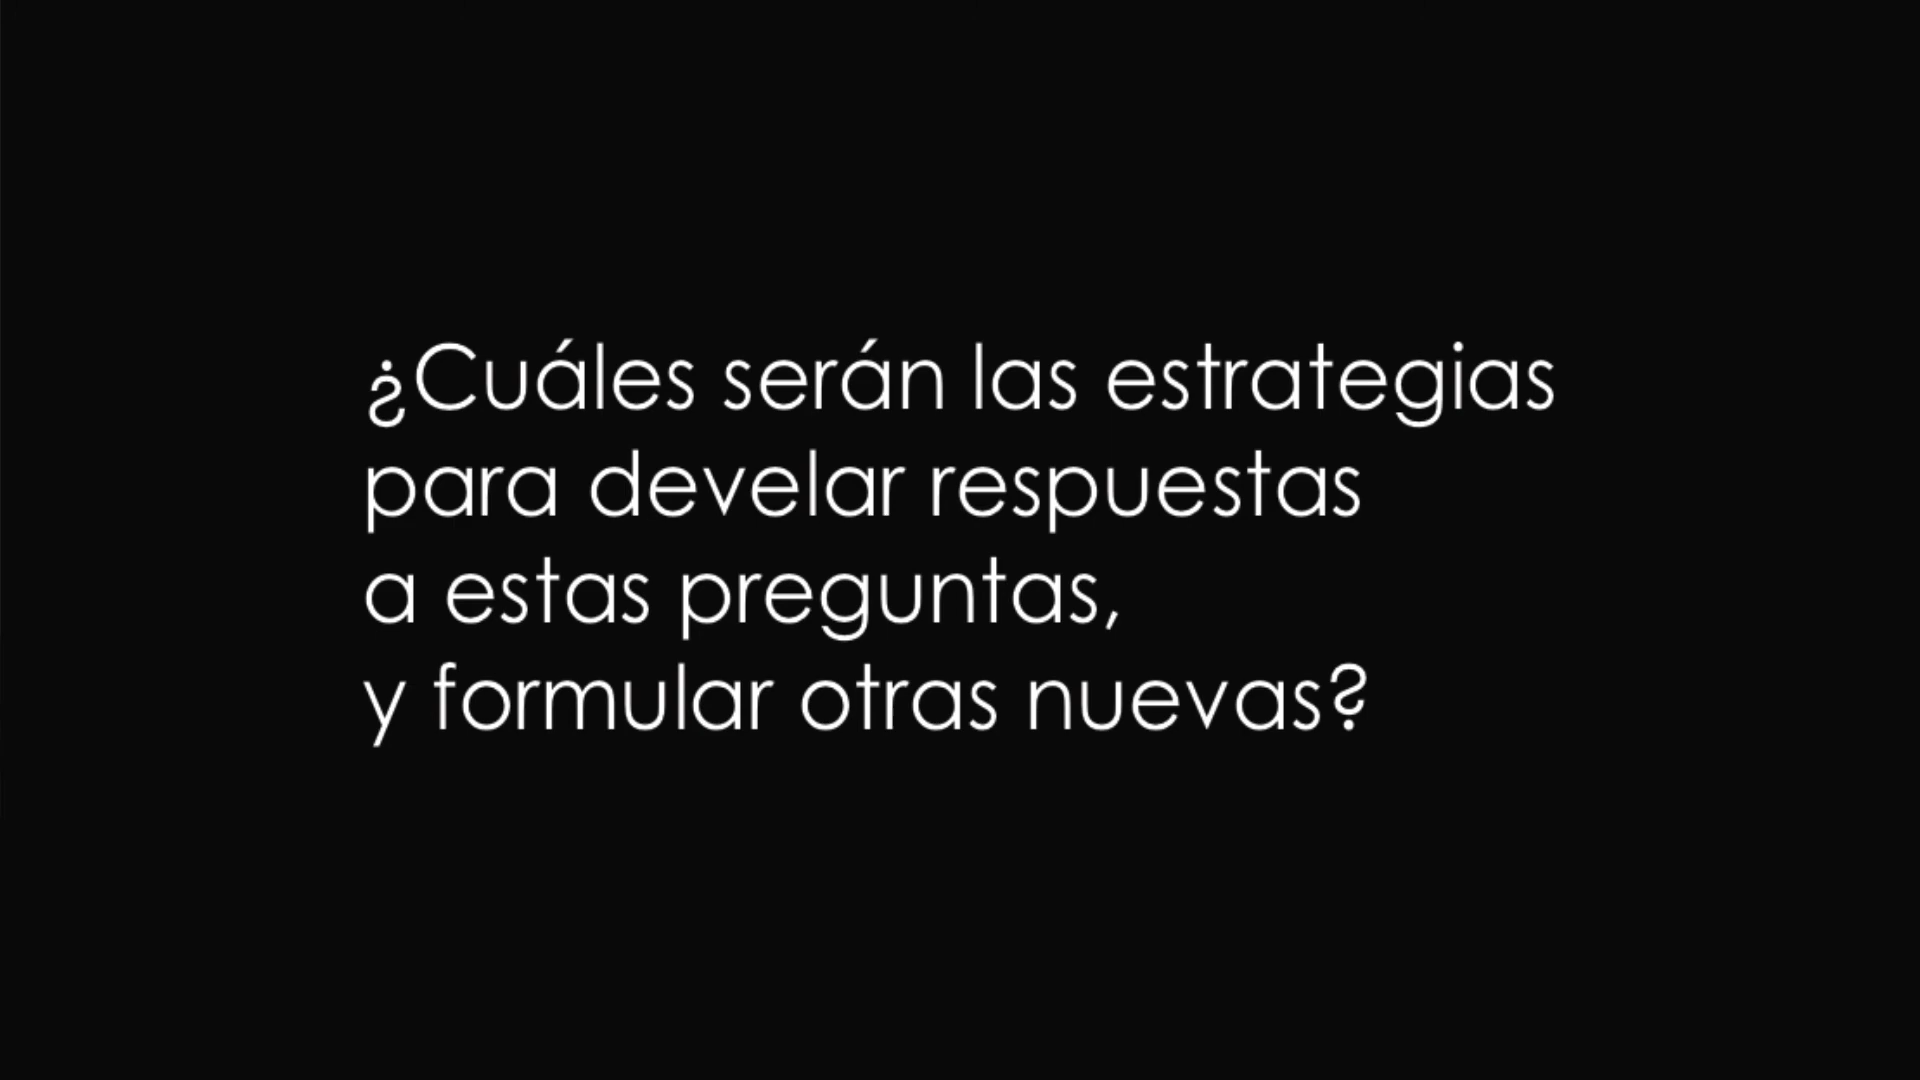 ¿Cuáles serán las estrategias
para develar respuestas
a estas preguntas,
y formular otras nuevas?